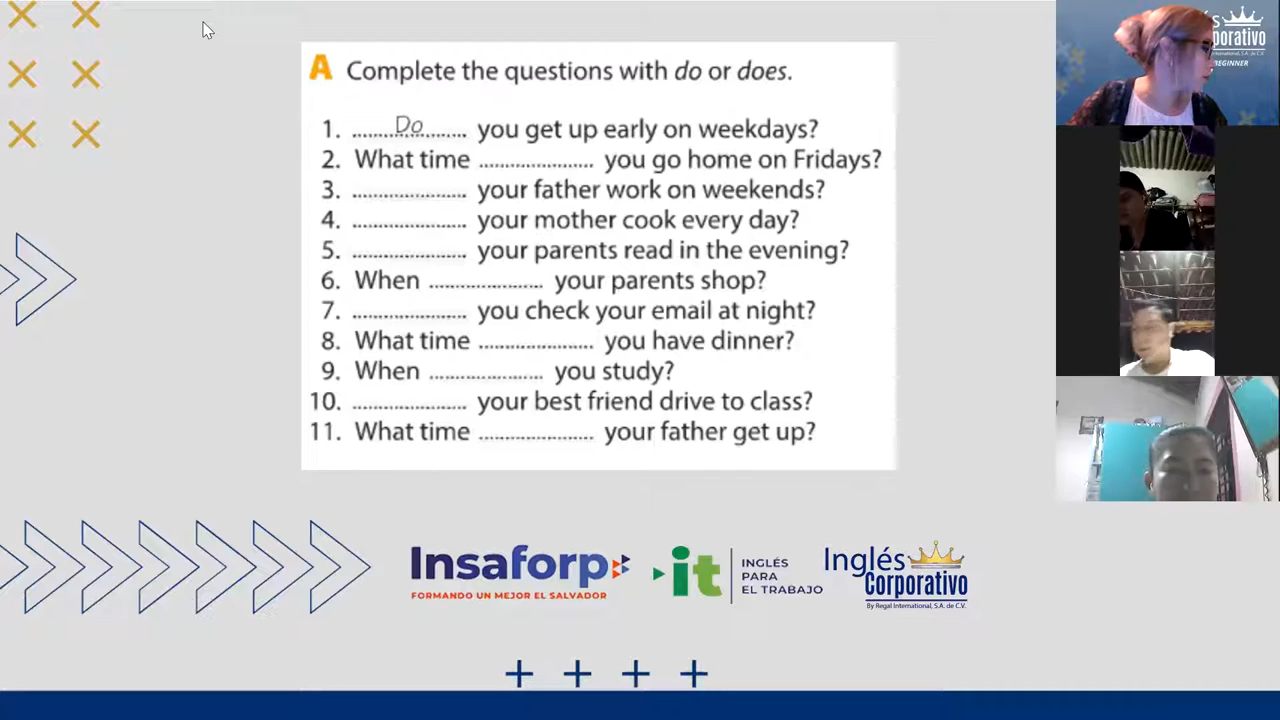 A Complete the questions with do or does.
1. Do you get up early on weekdays?
2. What time .................... you go home on Fridays?
3. .................... your father work on weekends?
4. .................... your mother cook every day?
5. .................... your parents read in the evening?
6. When .................... your parents shop?
7. .................... you check your email at night?
8. What time .................... you have dinner?
9. When .................... you study?
10. .................... your best friend drive to class?
11. What time .................... your father get up?
Insaforp
FORMANDO UN MEJOR EL SALVADOR
it
INGLÉS
PARA
EL TRABAJO
Inglés
Corporativo
By Regal International, S.A. de C.V.
BEGINNER